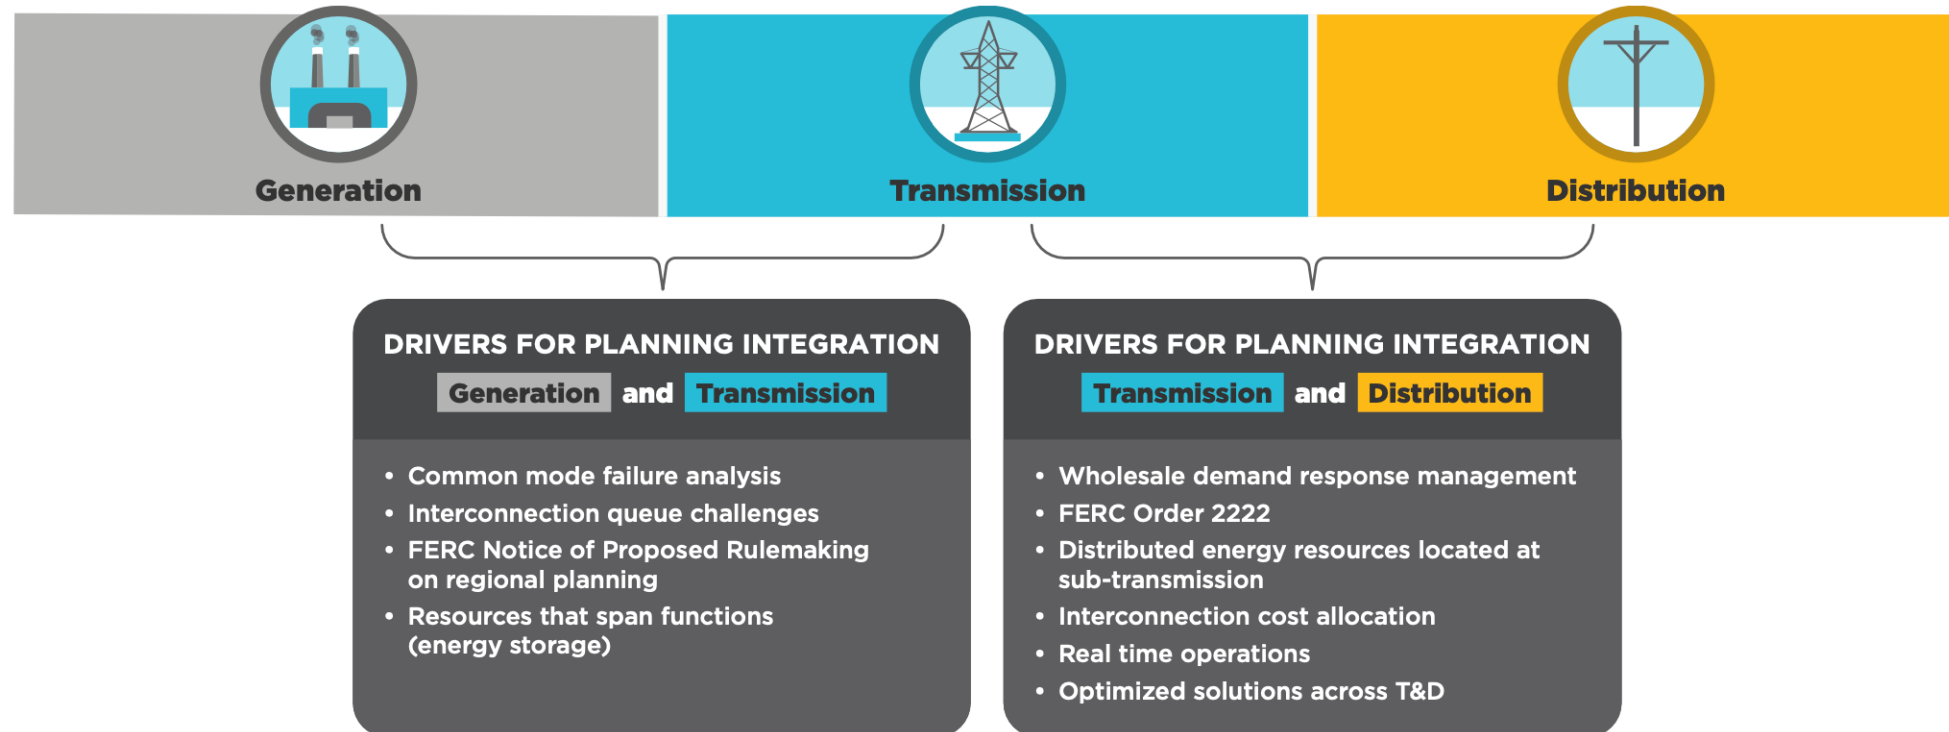 Generation
Transmission
Distribution
DRIVERS FOR PLANNING INTEGRATION
Generation and Transmission
• Common mode failure analysis
• Interconnection queue challenges
• FERC Notice of Proposed Rulemaking
on regional planning
• Resources that span functions
(energy storage)
DRIVERS FOR PLANNING INTEGRATION
Transmission and Distribution
• Wholesale demand response management
• FERC Order 2222
• Distributed energy resources located at
sub-transmission
• Interconnection cost allocation
• Real time operations
• Optimized solutions across T&D